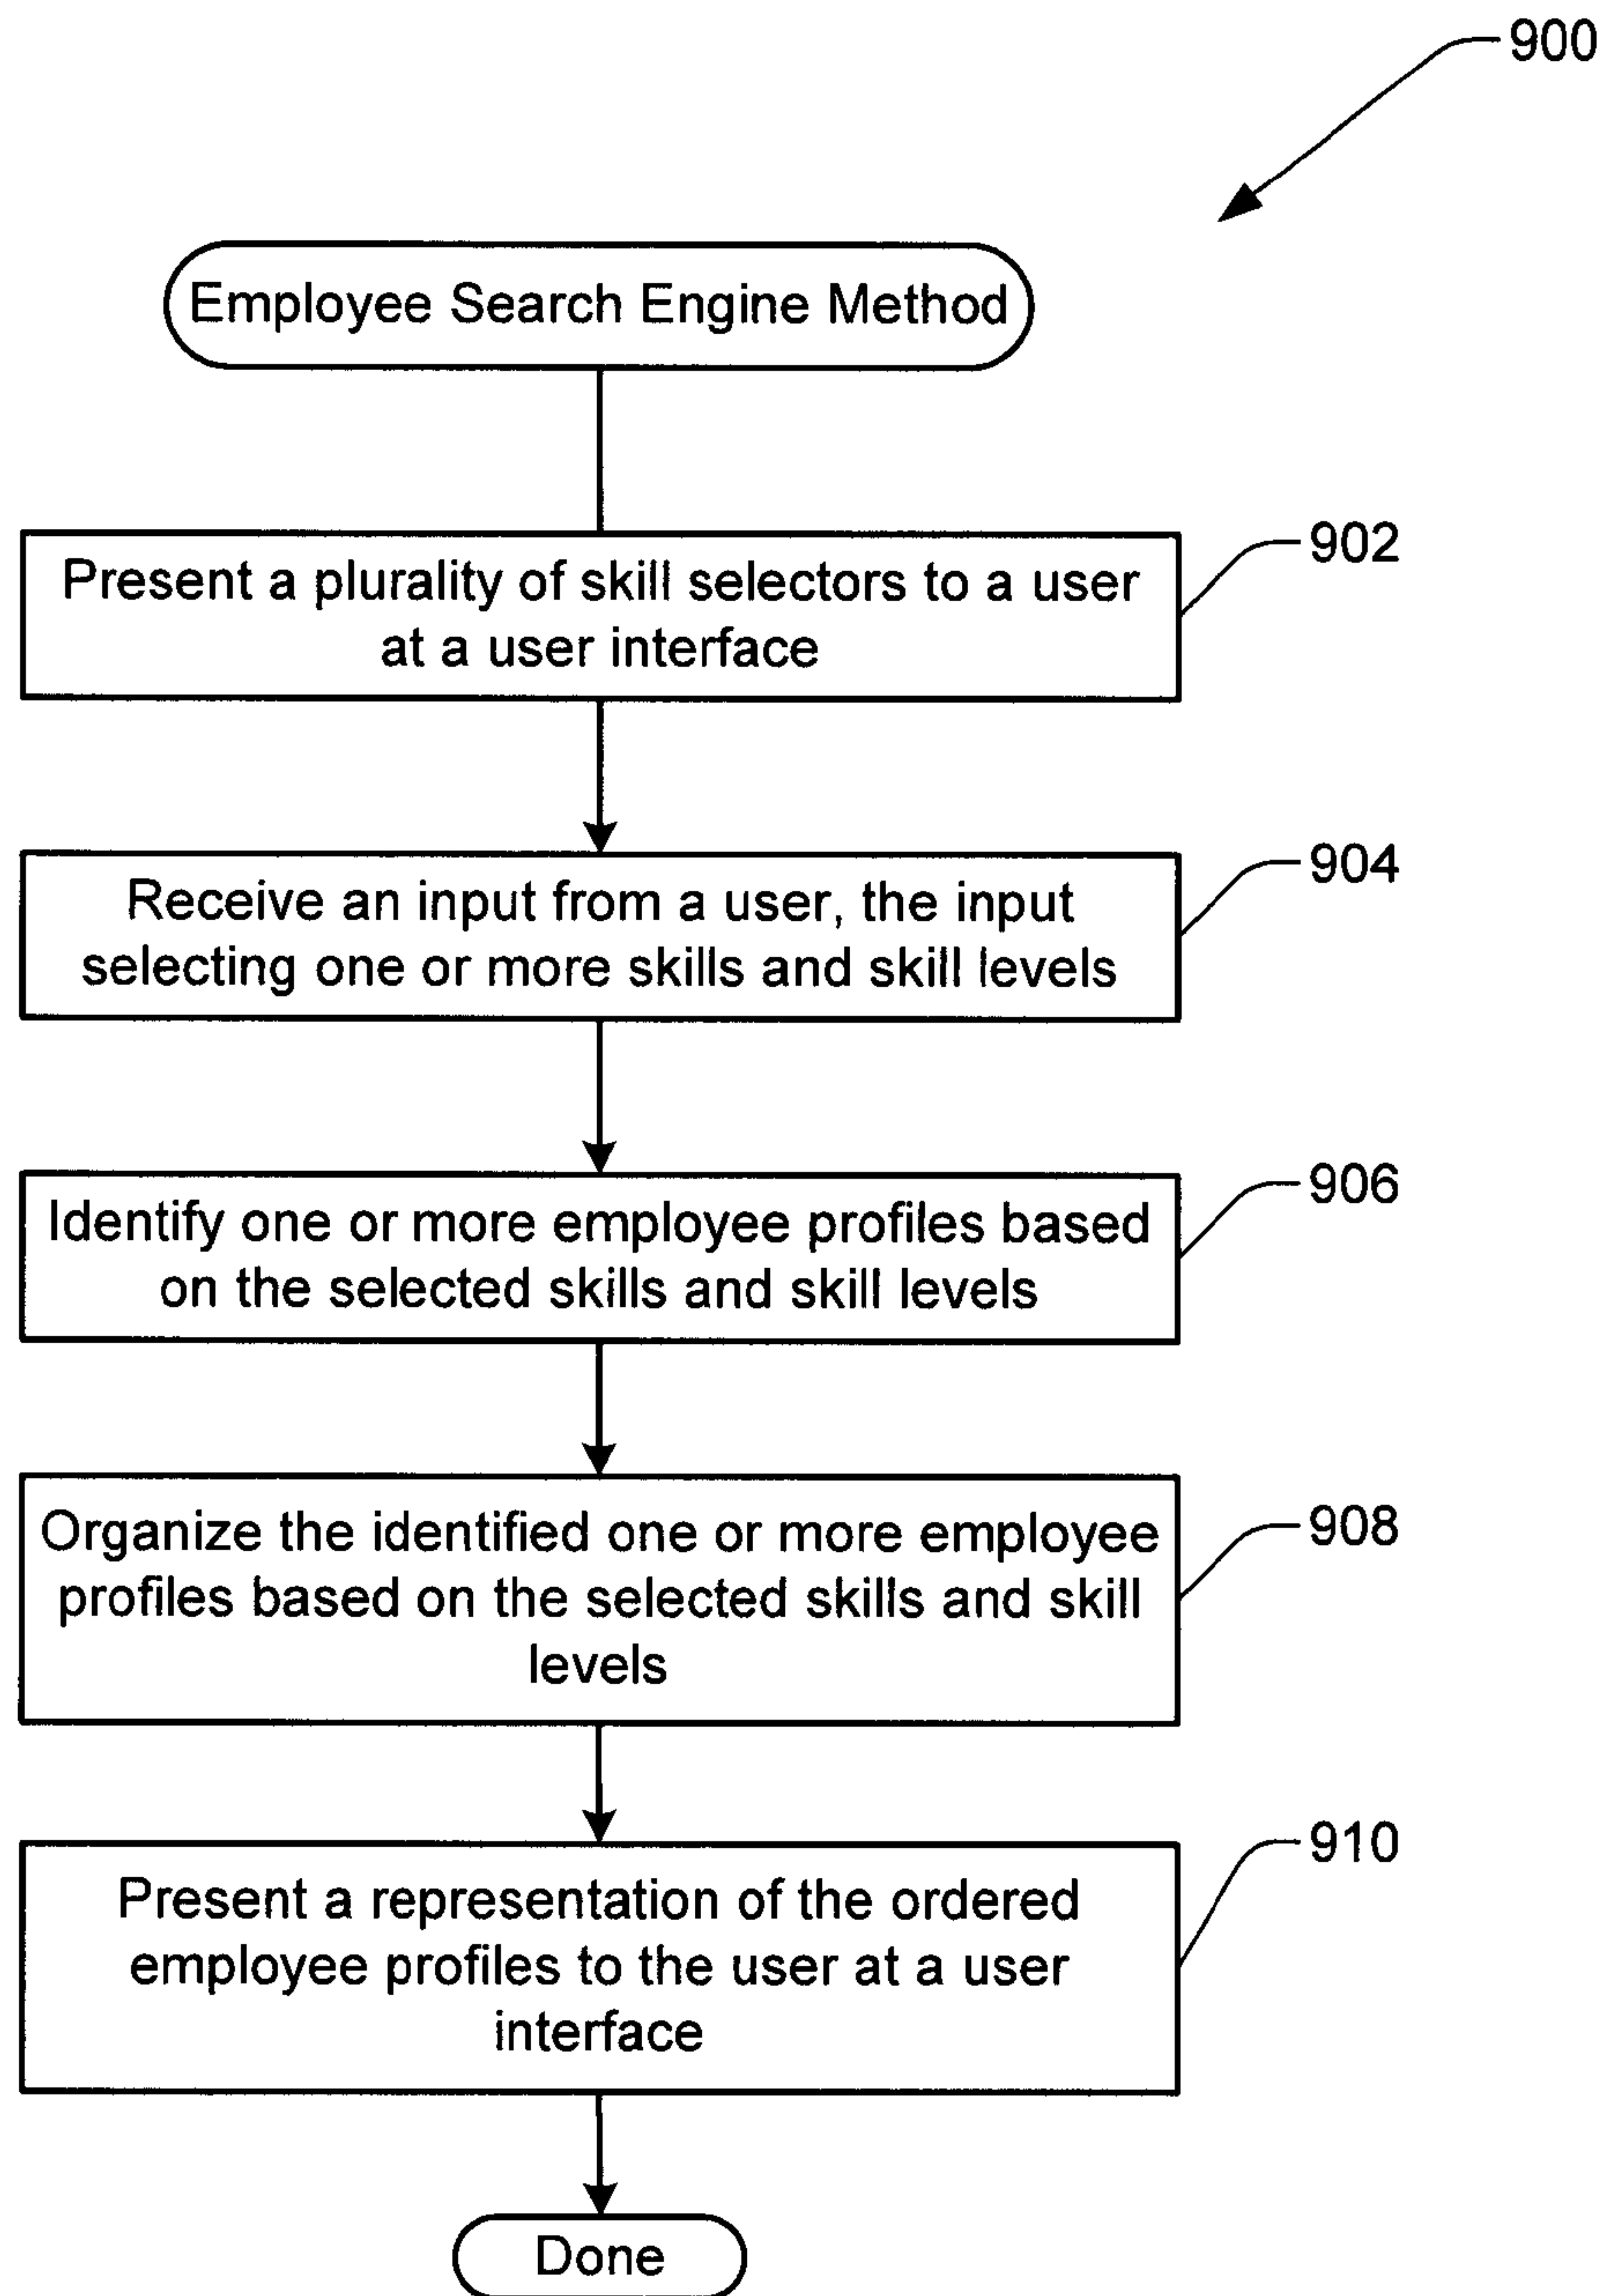 900
Employee Search Engine Method
902
Present a plurality of skill selectors to a user
at a user interface
904
Receive an input from a user, the input
selecting one or more skills and skill levels
906
Identify one or more employee profiles based
on the selected skills and skill levels
908
Organize the identified one or more employee
profiles based on the selected skills and skill
levels
910
Present a representation of the ordered
employee profiles to the user at a user
interface
Done